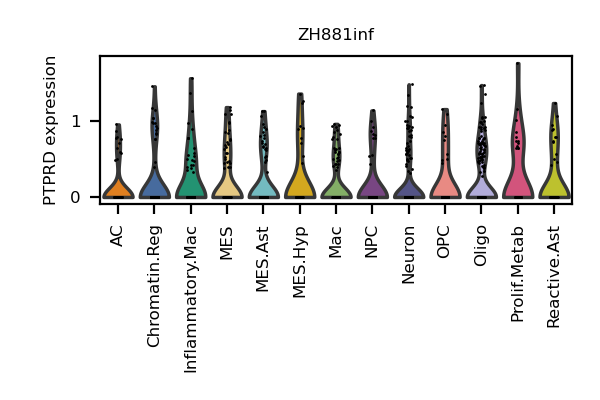 ZH881inf
PTPRD expression
1
0
AC
Chromatin.Reg
Inflammatory.Mac
MES
MES.Ast
MES.Hyp
Mac
NPC
Neuron
OPC
Oligo
Prolif.Metab
Reactive.Ast